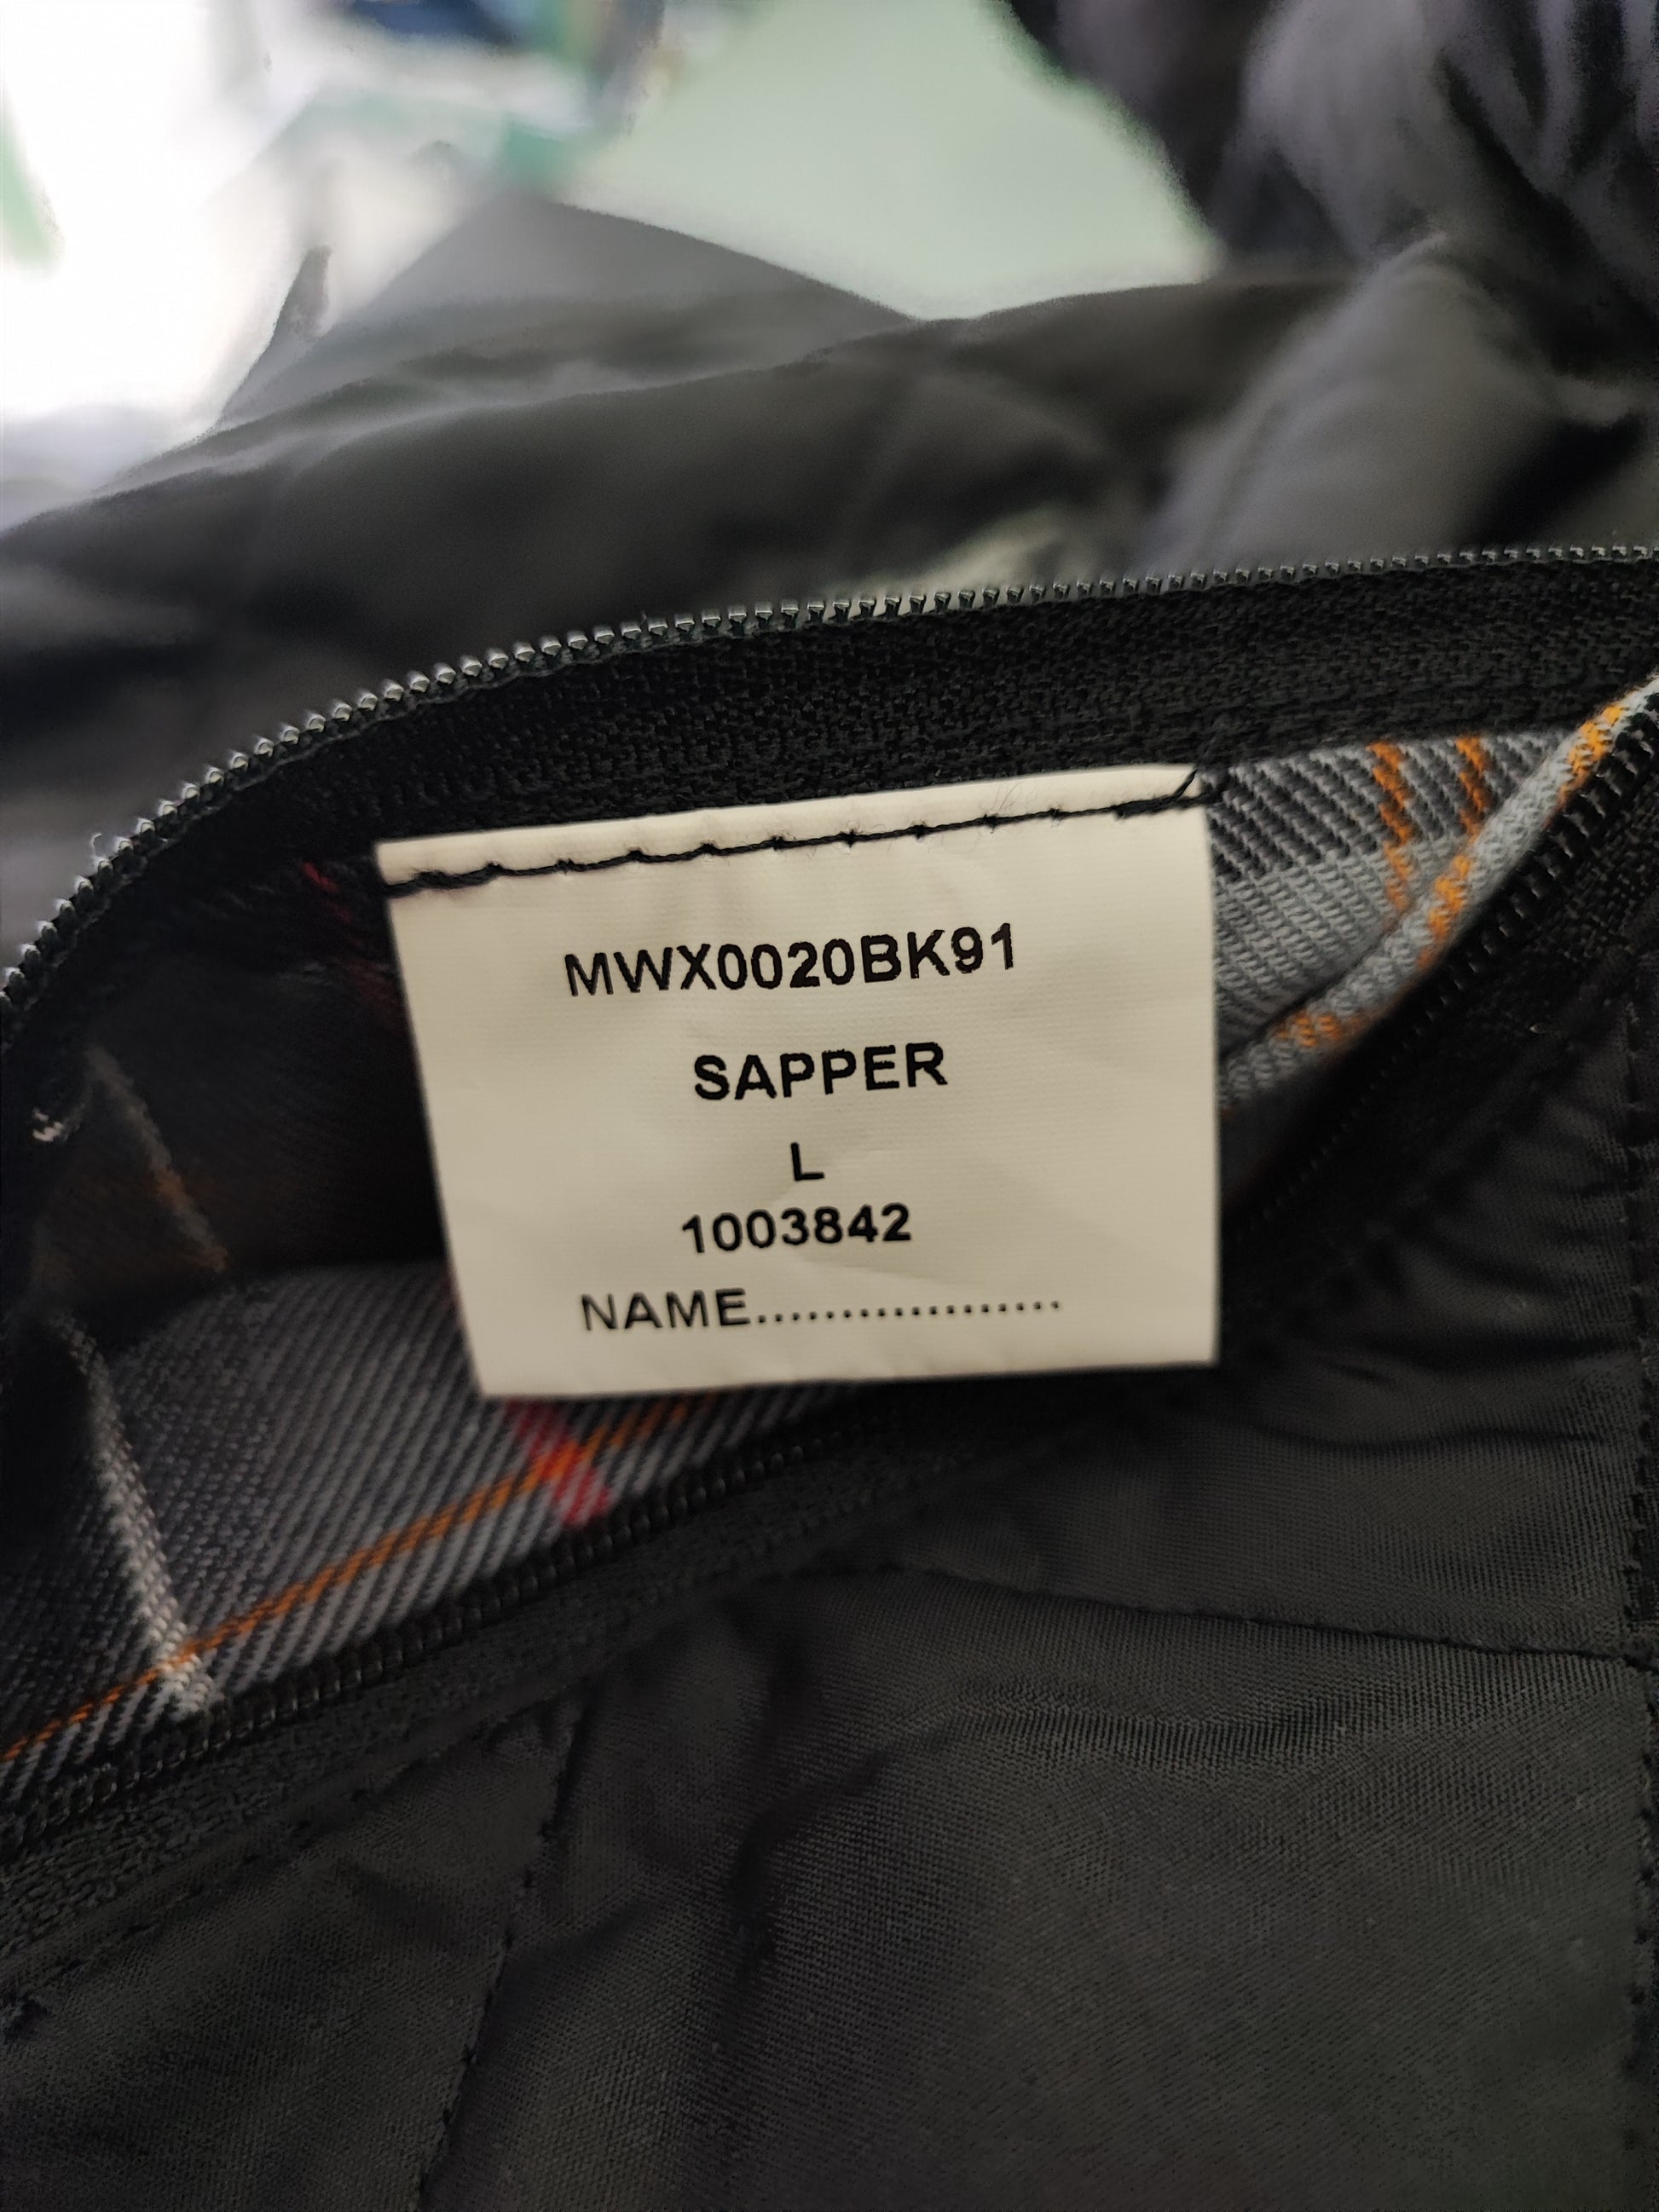 MWX0020BK91
SAPPER
L
1003842
NAME...................